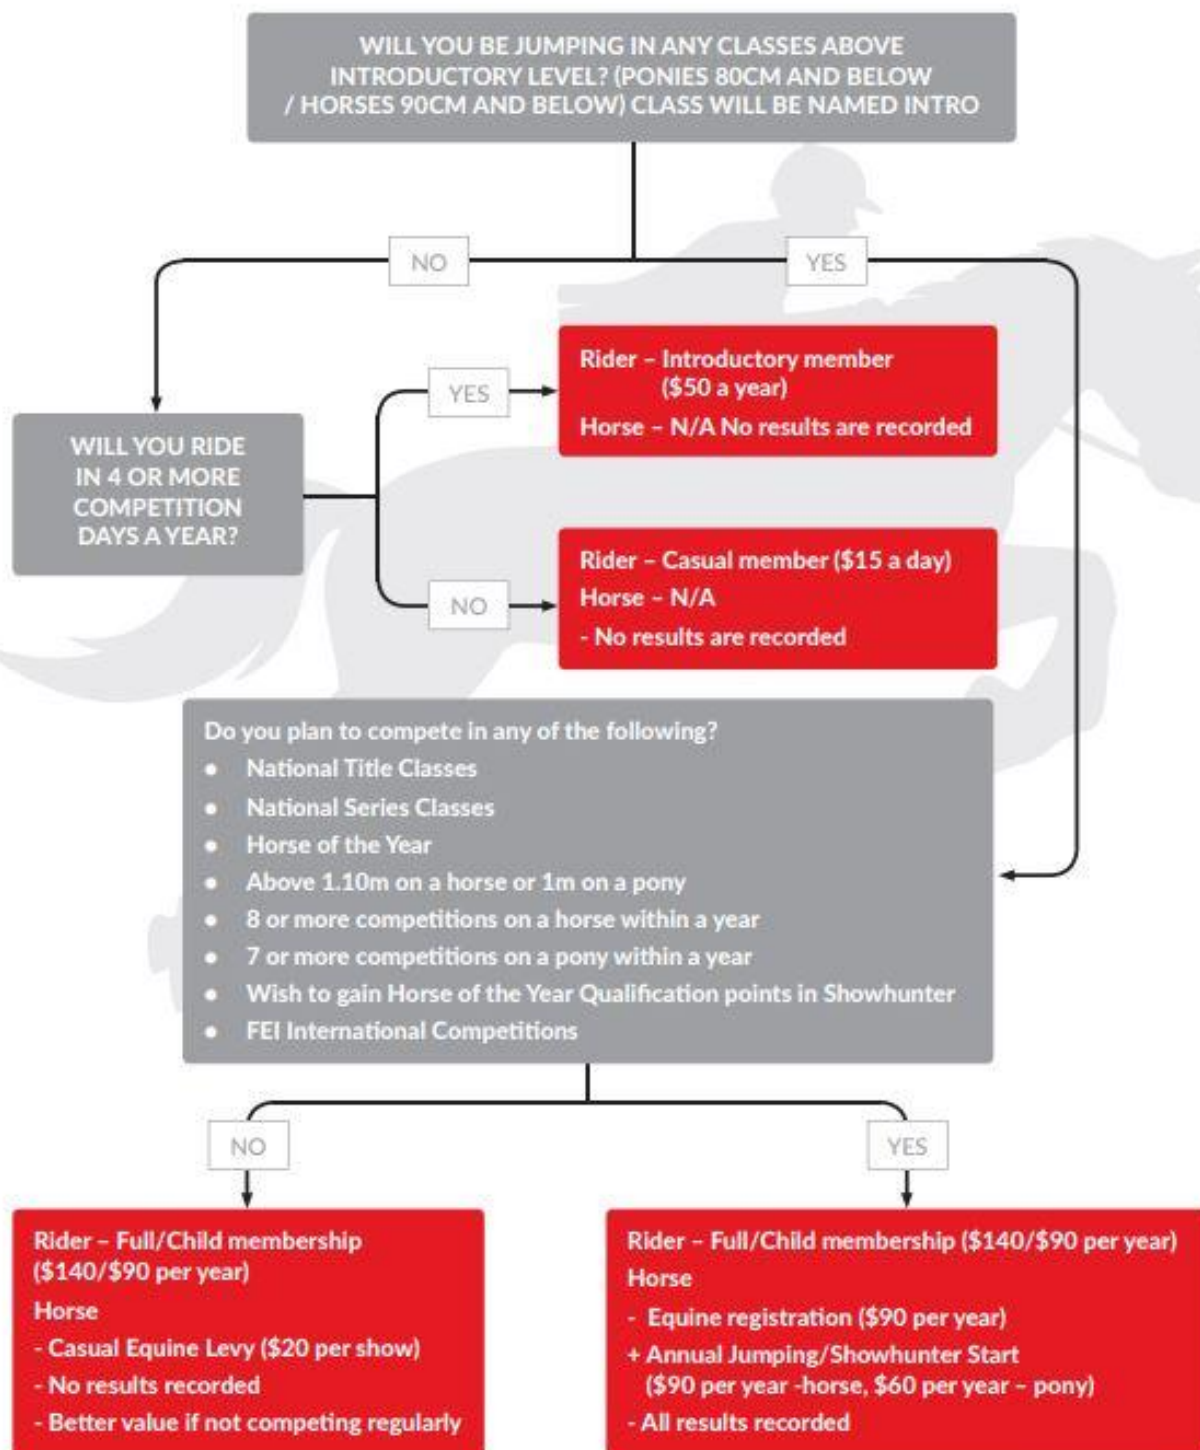 WILL YOU BE JUMPING IN ANY CLASSES ABOVE
INTRODUCTORY LEVEL? (PONIES 80CM AND BELOW
/ HORSES 90CM AND BELOW) CLASS WILL BE NAMED INTRO
NO
YES
WILL YOU RIDE
IN 4 OR MORE
COMPETITION
DAYS A YEAR?
YES
Rider – Introductory member
($50 a year)
Horse – N/A No results are recorded
NO
Rider – Casual member ($15 a day)
Horse – N/A
- No results are recorded
Do you plan to compete in any of the following?
● National Title Classes
● National Series Classes
● Horse of the Year
● Above 1.10m on a horse or 1m on a pony
● 8 or more competitions on a horse within a year
● 7 or more competitions on a pony within a year
● Wish to gain Horse of the Year Qualification points in Showhunter
● FEI International Competitions
NO
YES
Rider – Full/Child membership
($140/$90 per year)
Horse
- Casual Equine Levy ($20 per show)
- No results recorded
- Better value if not competing regularly
Rider – Full/Child membership ($140/$90 per year)
Horse
- Equine registration ($90 per year)
+ Annual Jumping/Showhunter Start
($90 per year -horse, $60 per year – pony)
- All results recorded